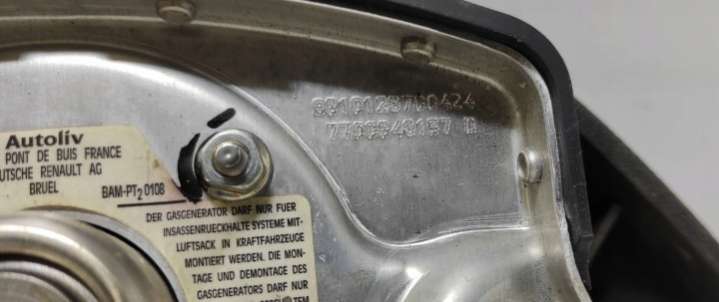 Autoliv
PONT DE BUIS FRANCE
UTSCHE RENAULT AG
BRUEL
BAM-PT₂ 0108
DER GASGENERATOR DARF NUR FUER
INSASSENRUECKHALTE SYSTEME MIT-
LUFTSACK IN KRAFTFAHRZEUGE
MONTIERT WERDEN. DIE MON-
TAGE UND DEMONTAGE DES
GASGENERATORS DARF NUR